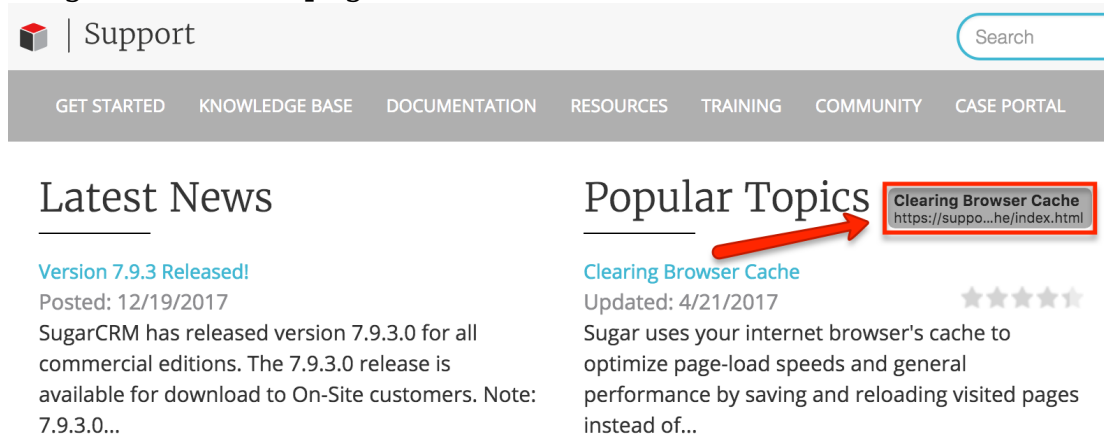 | Support
Search
GET STARTED KNOWLEDGE BASE DOCUMENTATION RESOURCES TRAINING COMMUNITY CASE PORTAL
Latest News
Version 7.9.3 Released!
Posted: 12/19/2017
SugarCRM has released version 7.9.3.0 for all
commercial editions. The 7.9.3.0 release is
available for download to On-Site customers. Note:
7.9.3.0...
Popular Topics
Clearing Browser Cache
https://suppo...he/index.html
Clearing Browser Cache
Updated: 4/21/2017
Sugar uses your internet browser's cache to
optimize page-load speeds and general
performance by saving and reloading visited pages
instead of...